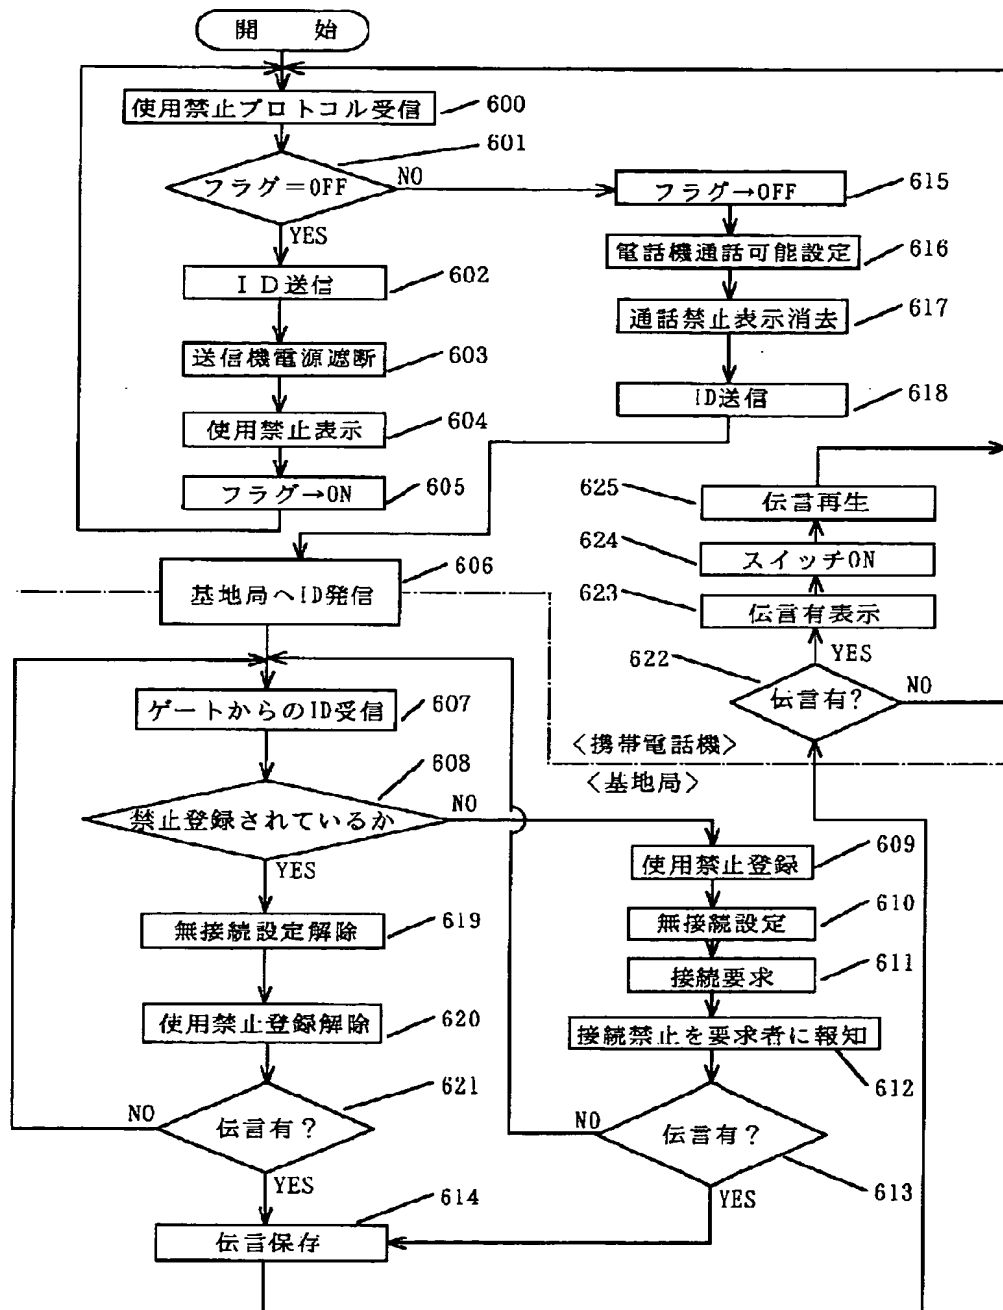 開 始
使用禁止プロトコル受信
600
601
フラグ=OFF
NO
YES
フラグ→OFF
615
電話機通話可能設定
616
ID送信
602
通話禁止表示消去
617
送信機電源遮断
603
ID送信
618
使用禁止表示
604
フラグ→ON
605
625
伝言再生
624
スイッチON
基地局へID発信
606
623
伝言有表示
YES
622
伝言有?
NO
ゲートからのID受信
607
<携帯電話機>
<基地局>
608
禁止登録されているか
NO
YES
使用禁止登録
609
無接続設定解除
619
無接続設定
610
接続要求
611
使用禁止登録解除
620
接続禁止を要求者に報知
612
621
NO
伝言有?
YES
NO
伝言有?
613
YES
614
伝言保存